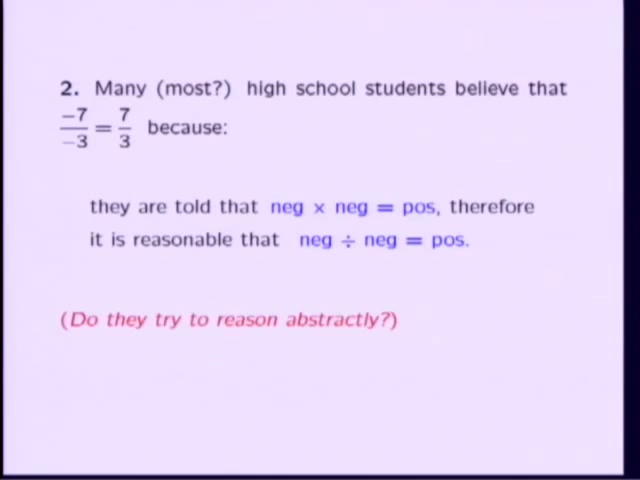 2. Many (most?) high school students believe that
−7/−3 = 7/3 because:
they are told that neg × neg = pos, therefore
it is reasonable that neg ÷ neg = pos.
(Do they try to reason abstractly?)